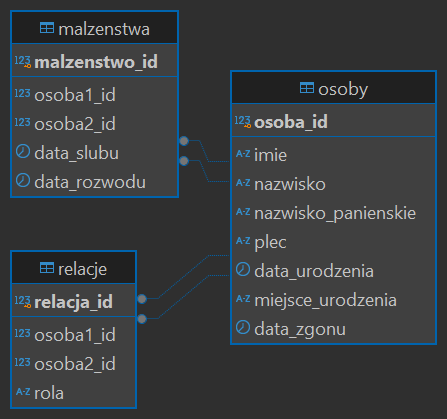 malzenstwa
123 malzenstwo_id
123 osoba1_id
123 osoba2_id
data_slubu
data_rozwodu
osoby
123 osoba_id
A-Z imie
A-Z nazwisko
A-Z nazwisko_panienskie
A-Z plec
data_urodzenia
A-Z miejsce_urodzenia
data_zgonu
relacje
123 relacja_id
123 osoba1_id
123 osoba2_id
A-Z rola